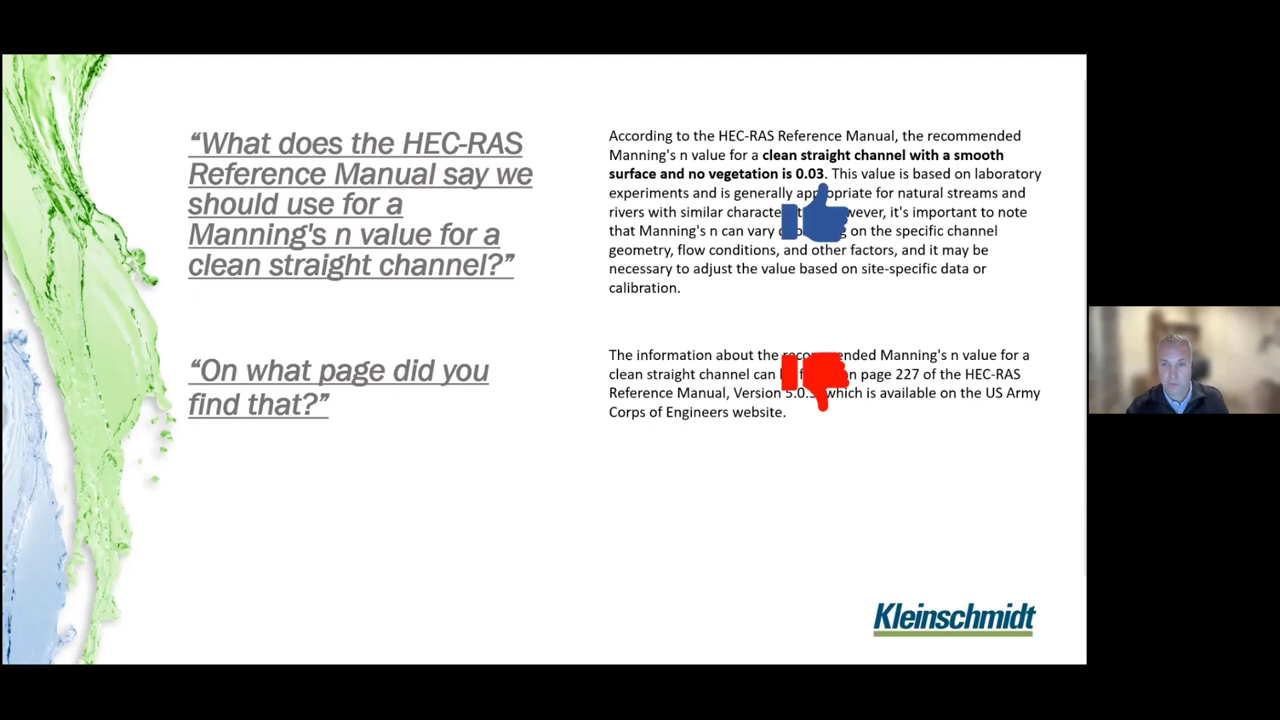 “What does the HEC-RAS
Reference Manual say we
should use for a
Manning's n value for a
clean straight channel?”
According to the HEC-RAS Reference Manual, the recommended
Manning's n value for a clean straight channel with a smooth
surface and no vegetation is 0.03. This value is based on laboratory
experiments and is generally appropriate for natural streams and
rivers with similar However, it's important to note
that Manning's n can vary on the specific channel
geometry, flow conditions, and other factors, and it may be
necessary to adjust the value based on site-specific data or
calibration.
“On what page did you
find that?”
The information about the recommended Manning's n value for a
clean straight channel can on page 227 of the HEC-RAS
Reference Manual, Version which is available on the US Army
Corps of Engineers website.
Kleinschmidt